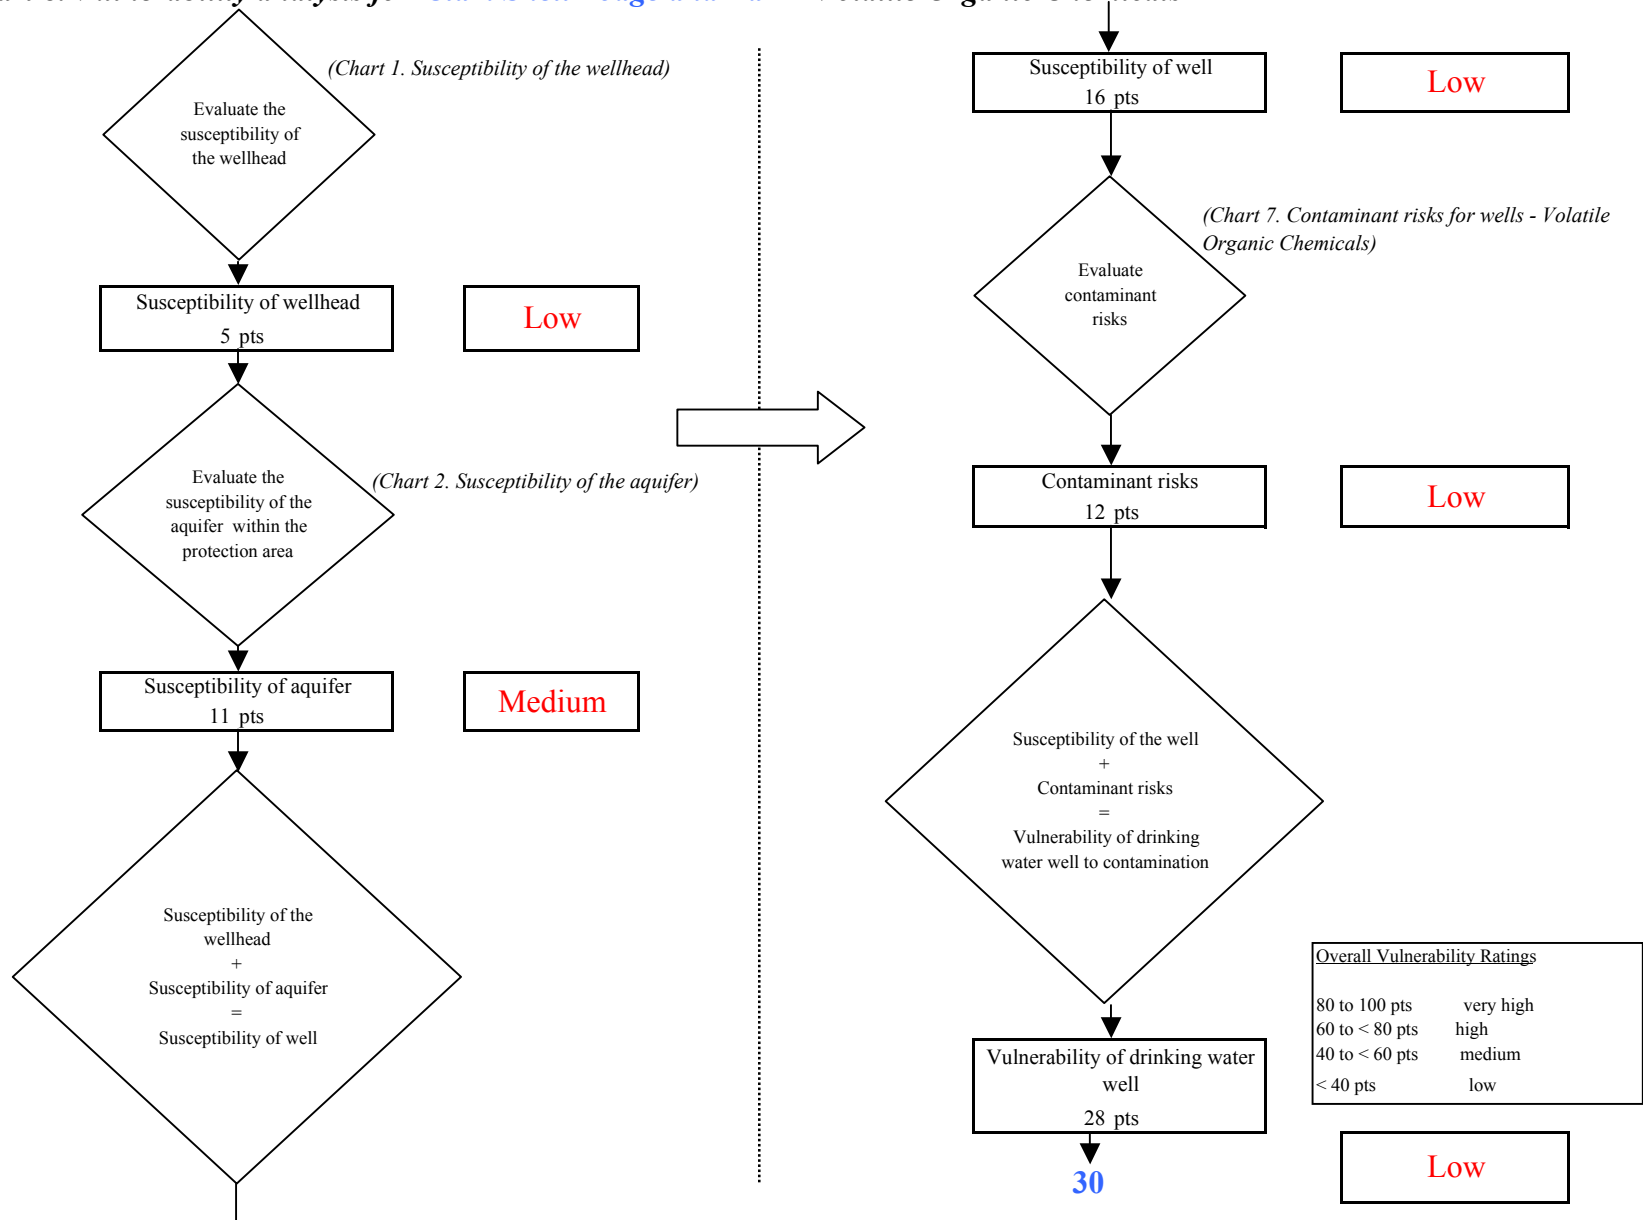 (Chart 1. Susceptibility of the wellhead)
Evaluate the
susceptibility of
the wellhead
Susceptibility of wellhead
5 pts
Low
Evaluate the
susceptibility of the
aquifer within the
protection area
(Chart 2. Susceptibility of the aquifer)
Susceptibility of aquifer
11 pts
Medium
Susceptibility of the
wellhead
+
Susceptibility of aquifer
=
Susceptibility of well
Susceptibility of well
16 pts
Low
(Chart 7. Contaminant risks for wells - Volatile
Organic Chemicals)
Evaluate
contaminant
risks
Contaminant risks
12 pts
Low
Susceptibility of the well
+
Contaminant risks
=
Vulnerability of drinking
water well to contamination
Overall Vulnerability Ratings
80 to 100 pts very high
60 to < 80 pts high
40 to < 60 pts medium
< 40 pts low
Vulnerability of drinking water
well
28 pts
30
Low